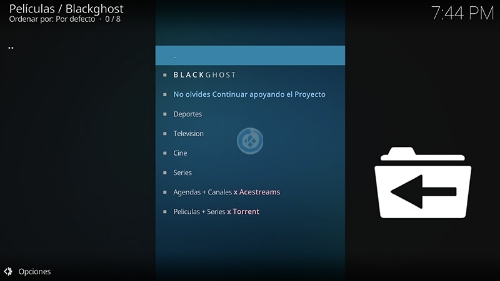 Películas / Blackghost
Ordenar por: Por defecto · 0 / 8
7:44 PM
..
..
BLACKGHOST
No olvides Continuar apoyando el Proyecto
Deportes
Television
Cine
Series
Agendas + Canales x Acestreams
Peliculas + Series x Torrent
Opciones